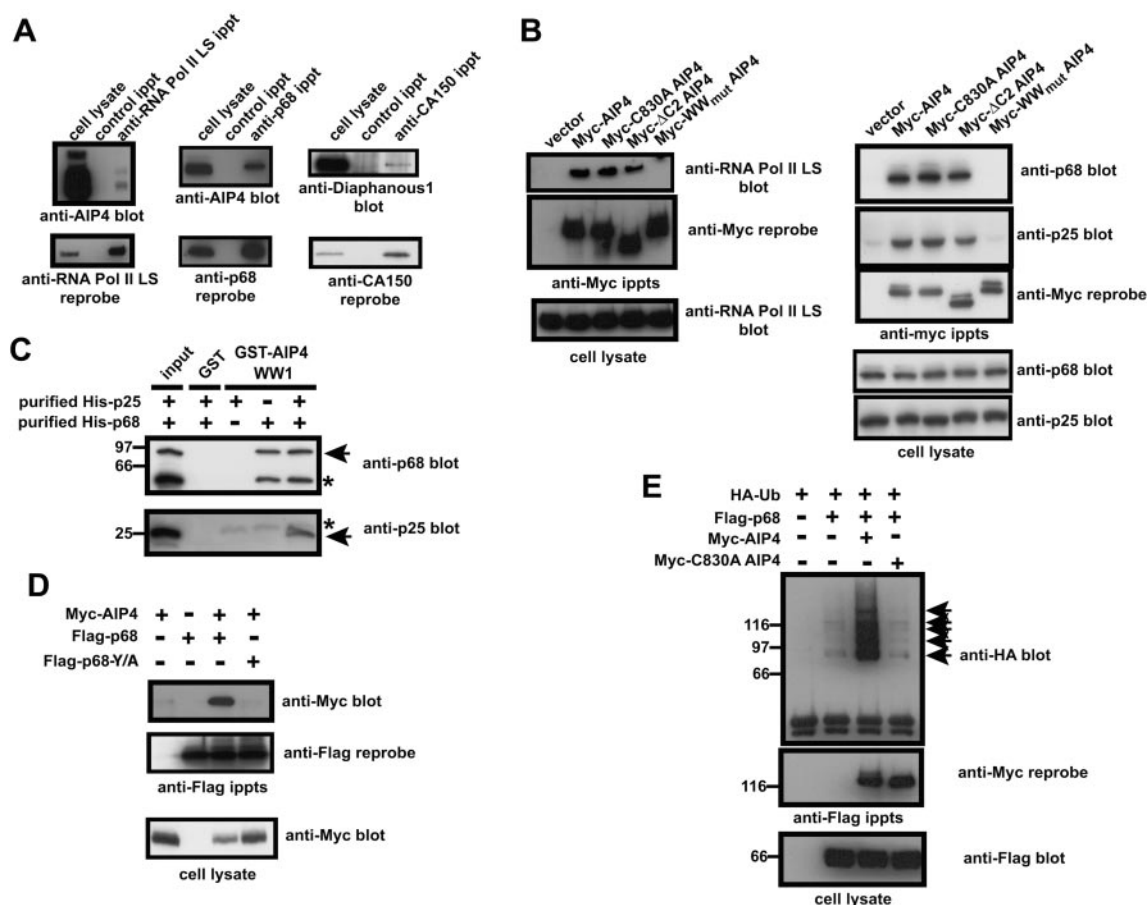 A
cell lysate
control ippt
anti-RNA Pol II LS ippt
cell lysate
control ippt
anti-p68 ippt
cell lysate
control ippt
anti-CA150 ippt
anti-AIP4 blot
anti-AIP4 blot
anti-Diaphanous1
blot
anti-RNA Pol II LS
reprobe
anti-p68
reprobe
anti-CA150
reprobe
B
vector
Myc-AIP4
Myc-C830A AIP4
Myc-ΔC2 AIP4
Myc-WWmut AIP4
anti-RNA Pol II LS
blot
anti-Myc reprobe
anti-Myc ippts
anti-RNA Pol II LS
blot
cell lysate
vector
Myc-AIP4
Myc-C830A AIP4
Myc-ΔC2 AIP4
Myc-WWmut AIP4
anti-p68 blot
anti-p25 blot
anti-Myc reprobe
anti-myc ippts
anti-p68 blot
anti-p25 blot
cell lysate
C
input
GST
GST-AIP4
WW1
purified His-p25 + + + - +
purified His-p68 + + - + +
97
66
anti-p68 blot
*
25
*
anti-p25 blot
D
Myc-AIP4 + - + +
Flag-p68 - + + -
Flag-p68-Y/A - - - +
anti-Myc blot
anti-Flag reprobe
anti-Flag ippts
anti-Myc blot
cell lysate
E
HA-Ub + + + +
Flag-p68 - + + +
Myc-AIP4 - - + -
Myc-C830A AIP4 - - - +
116
97
66
anti-HA blot
116
anti-Myc reprobe
anti-Flag ippts
66
anti-Flag blot
cell lysate